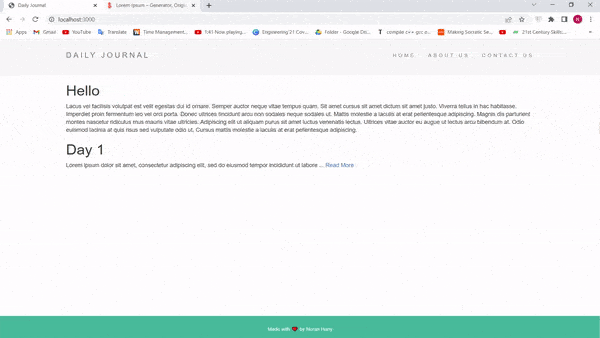 Daily Journal
Lorem Ipsum – Generator, Origin
localhost:3000
Apps Gmail YouTube Translate Time Management... 1:41 Now playing... Engineering'21 Cou... Folder - Google Dri... compile c++ gcc o... Making Socratic Se... YouTube 21st Century Skills...
DAILY JOURNAL
HOME ABOUT US CONTACT US
Hello
Lacus vel facilisis volutpat est velit egestas dui id ornare. Semper auctor neque vitae tempus quam. Sit amet cursus sit amet dictum sit amet justo. Viverra tellus in hac habitasse.
Imperdiet proin fermentum leo vel orci porta. Donec ultrices tincidunt arcu non sodales neque sodales ut. Mattis molestie a iaculis at erat pellentesque adipiscing. Magnis dis parturient
montes nascetur ridiculus mus mauris vitae ultricies. Adipiscing elit ut aliquam purus sit amet luctus venenatis lectus. Ultrices vitae auctor eu augue ut lectus arcu bibendum at. Odio
euismod lacinia at quis risus sed vulputate odio ut. Cursus mattis molestie a iaculis at erat pellentesque adipiscing.
Day 1
Lorem ipsum dolor sit amet, consectetur adipiscing elit, sed do eiusmod tempor incididunt ut labore ... Read More
Made with ❤ by